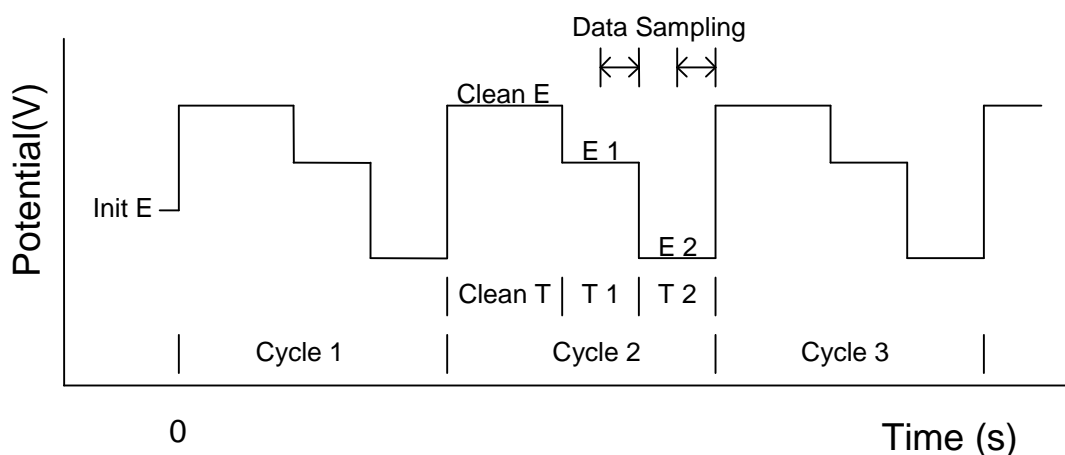 Data Sampling
Clean E
E 1
Init E
E 2
Clean T T 1 T 2
Cycle 1 Cycle 2 Cycle 3
Potential(V)
0
Time (s)